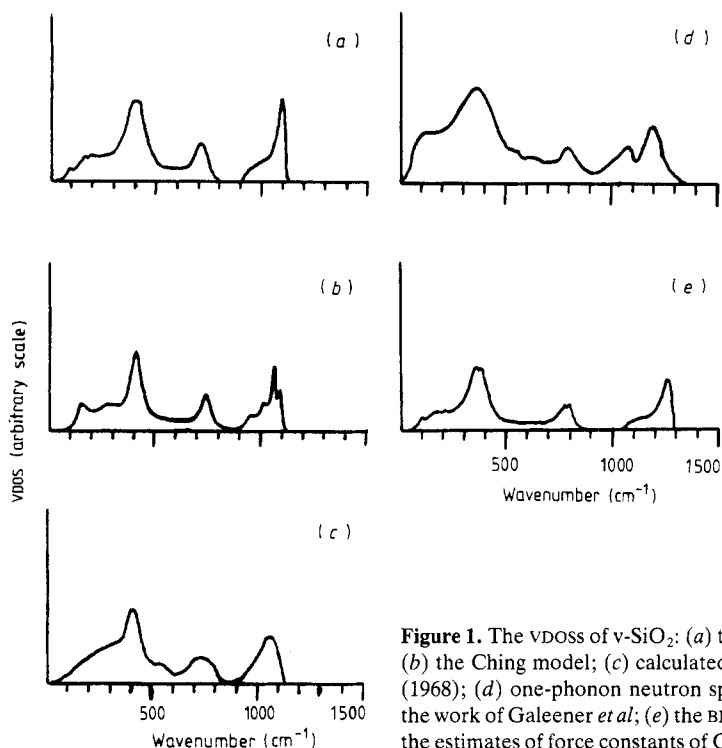 (a)
(d)
(b)
(e)
VDOS (arbitrary scale)
500
1000
1500
Wavenumber (cm⁻¹)
(c)
500
1000
1500
Wavenumber (cm⁻¹)
Figure 1. The VDOSs of v-SiO₂: (a) t
(b) the Ching model; (c) calculated
(1968); (d) one-phonon neutron sp
the work of Galeener et al; (e) the BI
the estimates of force constants of C